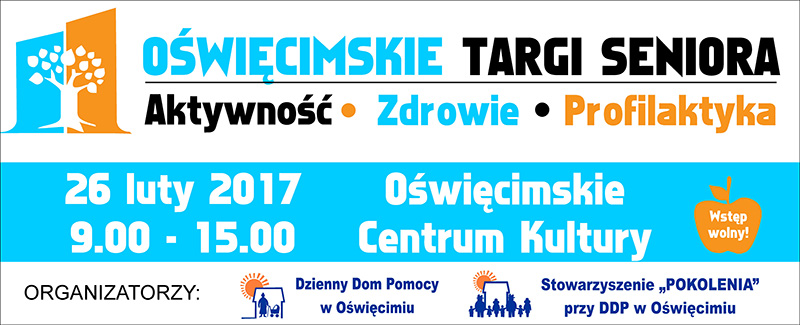 OŚWIĘCIMSKIE TARGI SENIORA
Aktywność • Zdrowie • Profilaktyka
26 luty 2017
9.00 - 15.00
Oświęcimskie
Centrum Kultury
Wstęp
wolny!
ORGANIZATORZY:
Dzienny Dom Pomocy
w Oświęcimiu
Stowarzyszenie „POKOLENIA”
przy DDP w Oświęcimiu